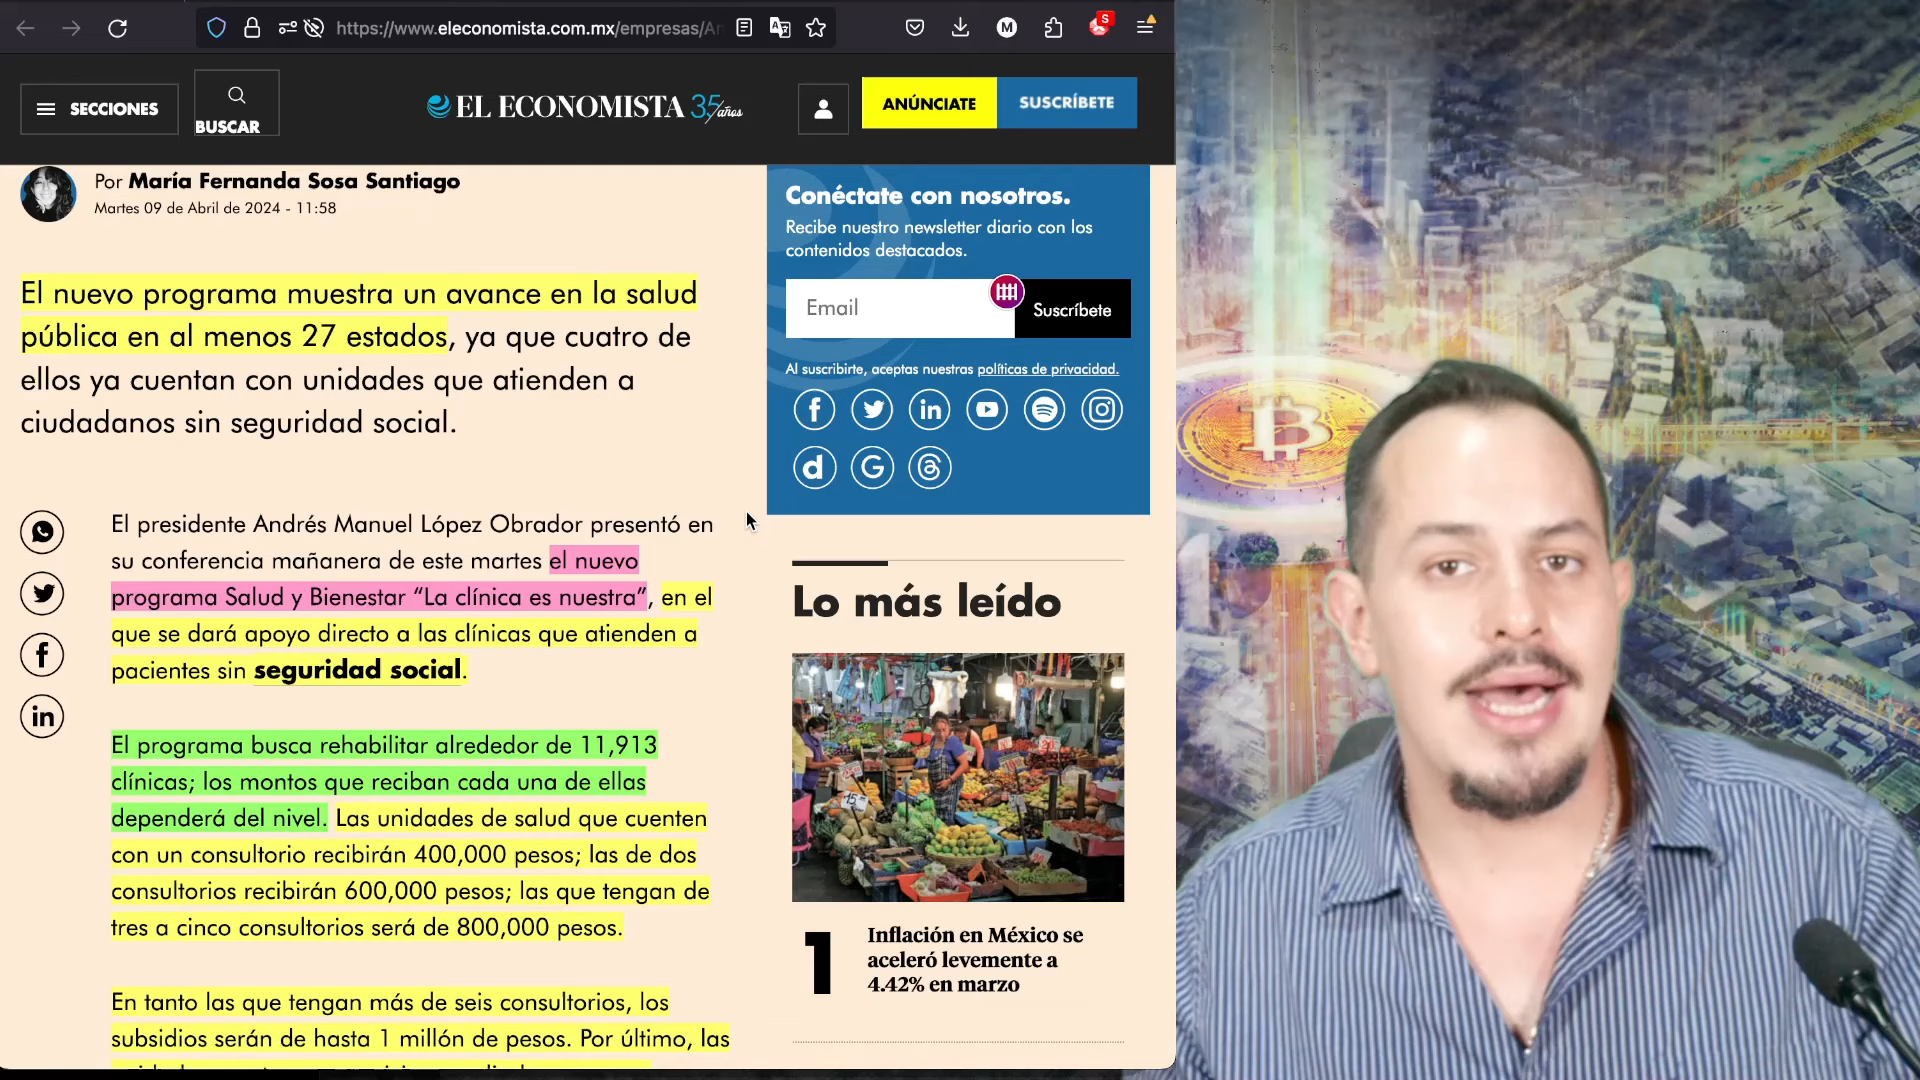 https://www.eleconomista.com.mx/empresas/An
M
S
SECCIONES
BUSCAR
EL ECONOMISTA 35 años
ANÚNCIATE
SUSCRÍBETE
Por María Fernanda Sosa Santiago
Martes 09 de Abril de 2024 - 11:58
El nuevo programa muestra un avance en la salud
pública en al menos 27 estados, ya que cuatro de
ellos ya cuentan con unidades que atienden a
ciudadanos sin seguridad social.
El presidente Andrés Manuel López Obrador presentó en
su conferencia mañanera de este martes el nuevo
programa Salud y Bienestar “La clínica es nuestra”, en el
que se dará apoyo directo a las clínicas que atienden a
pacientes sin seguridad social.
El programa busca rehabilitar alrededor de 11,913
clínicas; los montos que reciban cada una de ellas
dependerá del nivel. Las unidades de salud que cuenten
con un consultorio recibirán 400,000 pesos; las de dos
consultorios recibirán 600,000 pesos; las que tengan de
tres a cinco consultorios será de 800,000 pesos.
En tanto las que tengan más de seis consultorios, los
subsidios serán de hasta 1 millón de pesos. Por último, las
Conéctate con nosotros.
Recibe nuestro newsletter diario con los
contenidos destacados.
Email
Suscríbete
Al suscribirte, aceptas nuestras políticas de privacidad.
Lo más leído
1
Inflación en México se
aceleró levemente a
4.42% en marzo